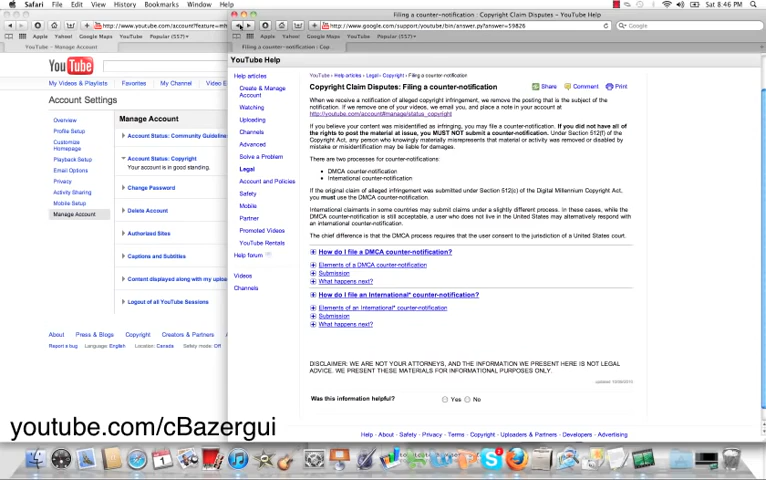 Safari File Edit View History Bookmarks Window Help
Sat 8:46 PM
Filing a counter-notification : Copyright Claim Disputes - YouTube Help
http://www.youtube.com/account?feature=mh
http://www.google.com/support/youtube/bin/answer.py?answer=59826
Google
Apple Yahoo! Google Maps YouTube Popular (557)
Apple Yahoo! Google Maps YouTube Popular (557)
YouTube – Manage Account
Filing a counter-notification : Cop...
YouTube
My Videos & Playlists Favorites My Channel
Account Settings
Overview
Profile Setup
Customize
Homepage
Playback Setup
Email Options
Privacy
Activity Sharing
Mobile Setup
Manage Account
Manage Account
Account Status: Community Guideline
Account Status: Copyright
Your account is in good standing.
Change Password
Delete Account
Authorized Sites
Captions and Subtitles
Content displayed along with my uploa
Logout of all YouTube Sessions
About Press & Blogs Copyright Creators & Partners
Report a bug Language: English Location: Canada Safety mode: Off
YouTube Help
Help articles
Create & Manage
Account
Watching
Uploading
Channels
Advanced
Solve a Problem
Legal
Account and Policies
Safety
Mobile
Partner
Promoted Videos
YouTube Rentals
Help forum
Videos
Channels
YouTube › Help articles › Legal › Copyright › Filing a counter-notification
Copyright Claim Disputes: Filing a counter-notification
Share Comment Print
When we receive a notification of alleged copyright infringement, we remove the posting that is the subject of the
notification. If we remove one of your videos, we email you, and place a note in your account at
http://youtube.com/account#manage/status_copyright
If you believe your content was misidentified as infringing, you may file a counter-notification. If you do not have all of
the rights to post the material at issue, you MUST NOT submit a counter-notification. Under Section 512(f) of the
Copyright Act, any person who knowingly materially misrepresents that material or activity was removed or disabled by
mistake or misidentification may be liable for damages.
There are two processes for counter-notifications:
• DMCA counter-notification
• International counter-notification
If the original claim of alleged infringement was submitted under Section 512(c) of the Digital Millennium Copyright Act,
you must use the DMCA counter-notification.
International claimants in some countries may submit claims under a slightly different process. In these cases, while the
DMCA counter-notification is still acceptable, a user who does not live in the United States may alternatively respond with
an international counter-notification.
The chief difference is that the DMCA process requires that the user consent to the jurisdiction of a United States court.
How do I file a DMCA counter-notification?
Elements of a DMCA counter-notification
Submission
What happens next?
How do I file an International* counter-notification?
Elements of an International* counter-notification
Submission
What happens next?
DISCLAIMER: WE ARE NOT YOUR ATTORNEYS, AND THE INFORMATION WE PRESENT HERE IS NOT LEGAL
ADVICE. WE PRESENT THESE MATERIALS FOR INFORMATIONAL PURPOSES ONLY.
Was this information helpful? Yes No
Help - About - Safety - Privacy - Terms - Copyright - Uploaders & Partners - Developers - Advertising
youtube.com/cBazergui